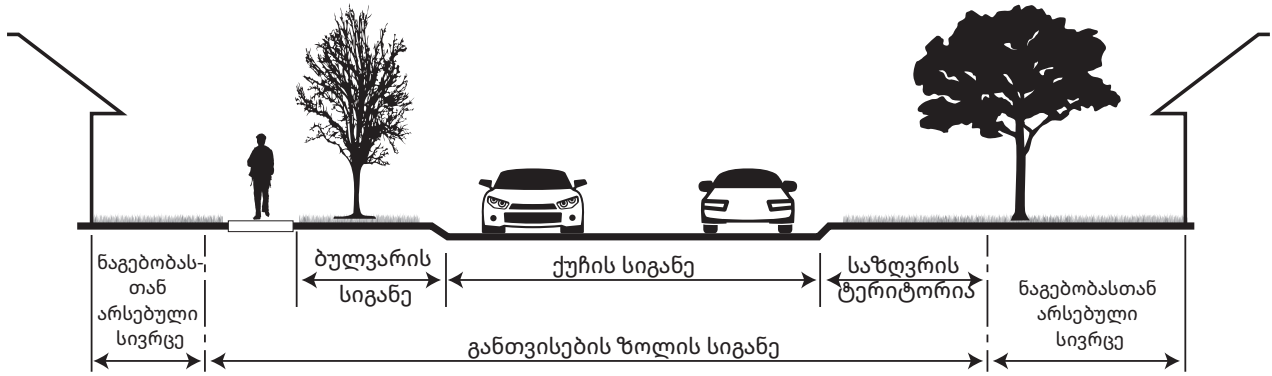 ნაგებობას-
თან
არსებული
სივრცე
ბულვარის
სიგანე
ქუჩის სიგანე
საზღვრის
ტერიტორია
ნაგებობასთან
არსებული
სივრცე
განთვისების ზოლის სიგანე